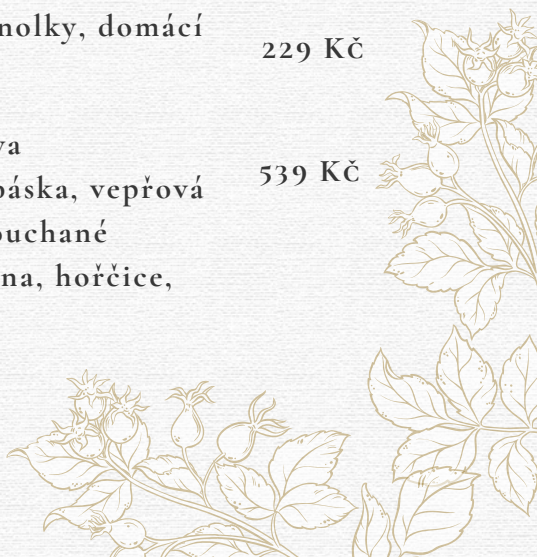 nolky, domácí
229 Kč
va
páska, vepřová
539 Kč
ouchané
na, hořčice,